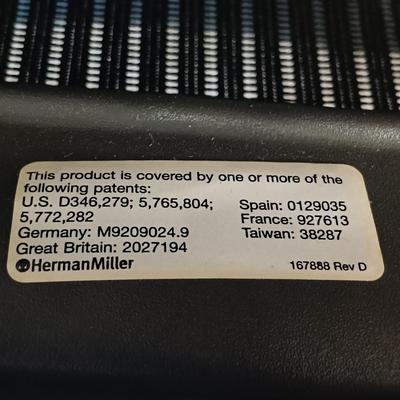 This product is covered by one or more of the
following patents:
U.S. D346,279; 5,765,804;
5,772,282
Germany: M9209024.9
Great Britain: 2027194
Spain: 0129035
France: 927613
Taiwan: 38287
HermanMiller
167888 Rev D